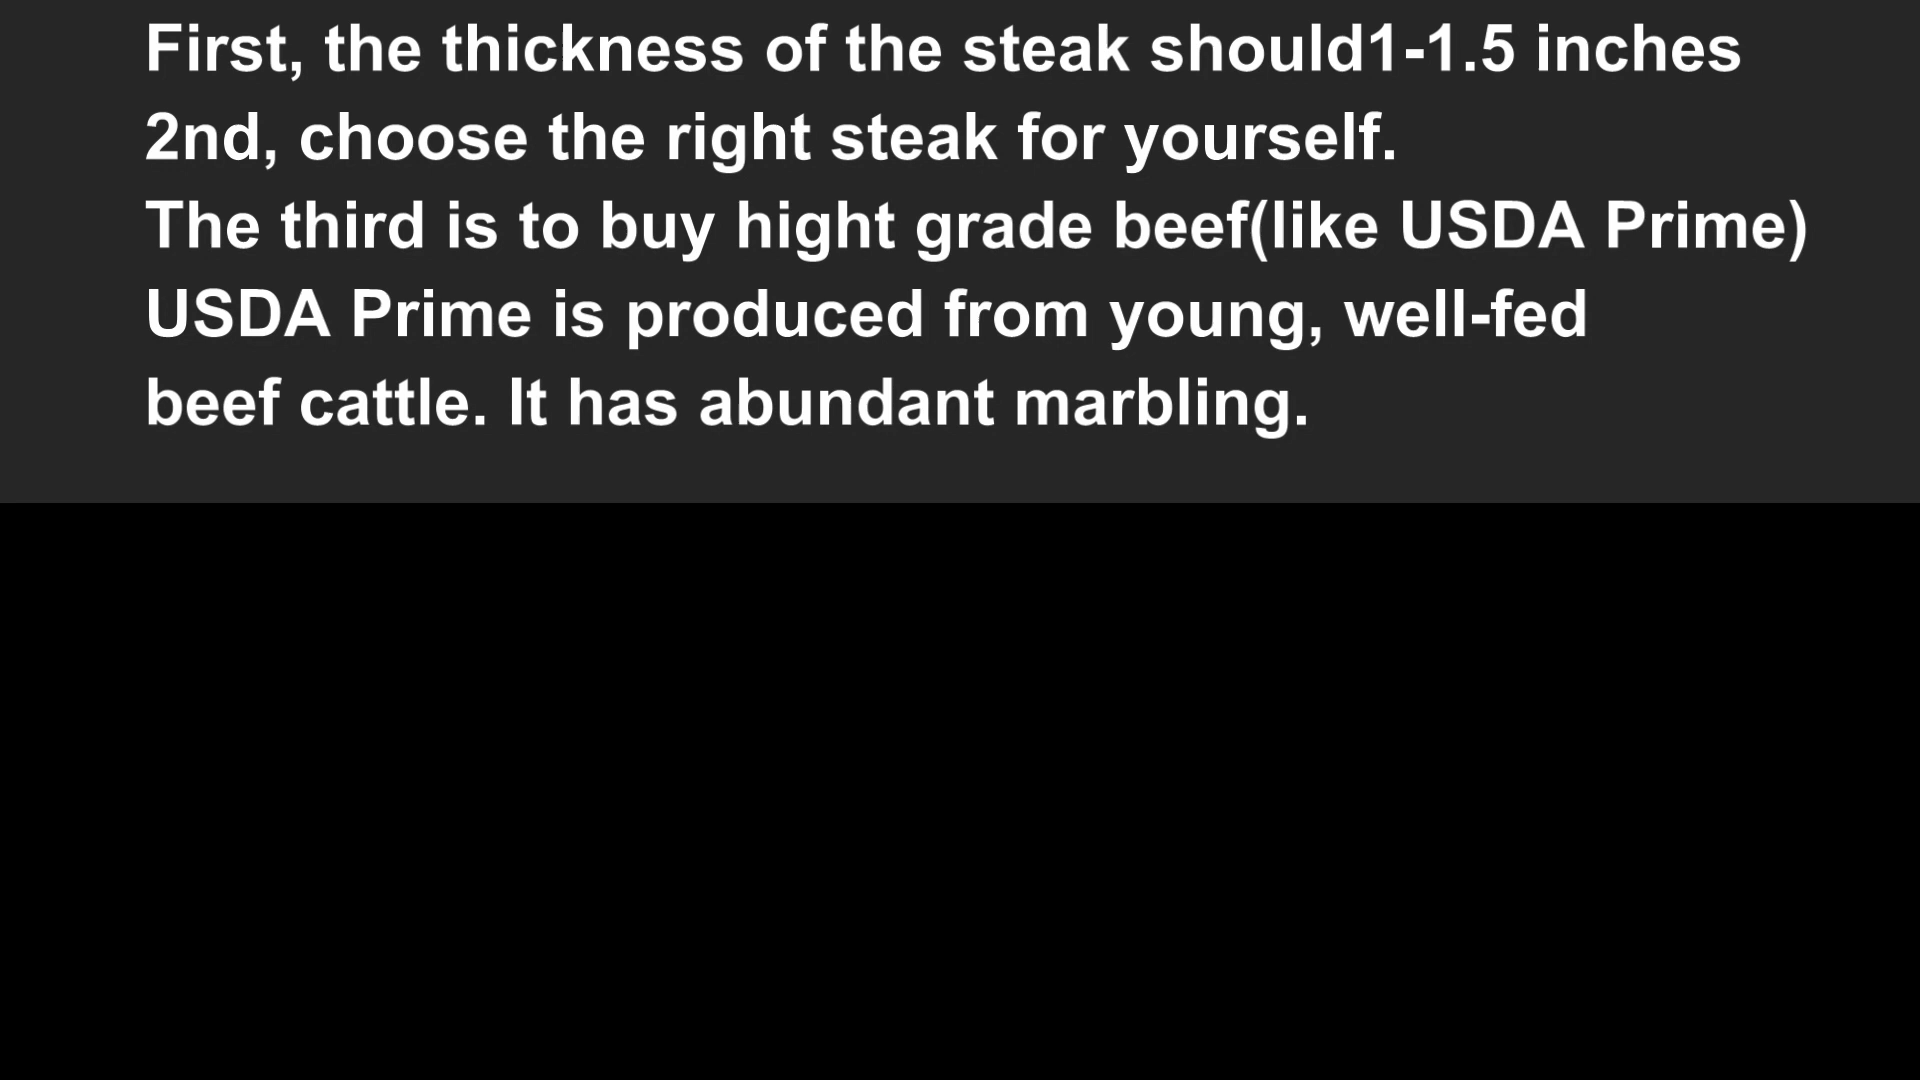 First, the thickness of the steak should1-1.5 inches
2nd, choose the right steak for yourself.
The third is to buy hight grade beef(like USDA Prime)
USDA Prime is produced from young, well-fed
beef cattle. It has abundant marbling.